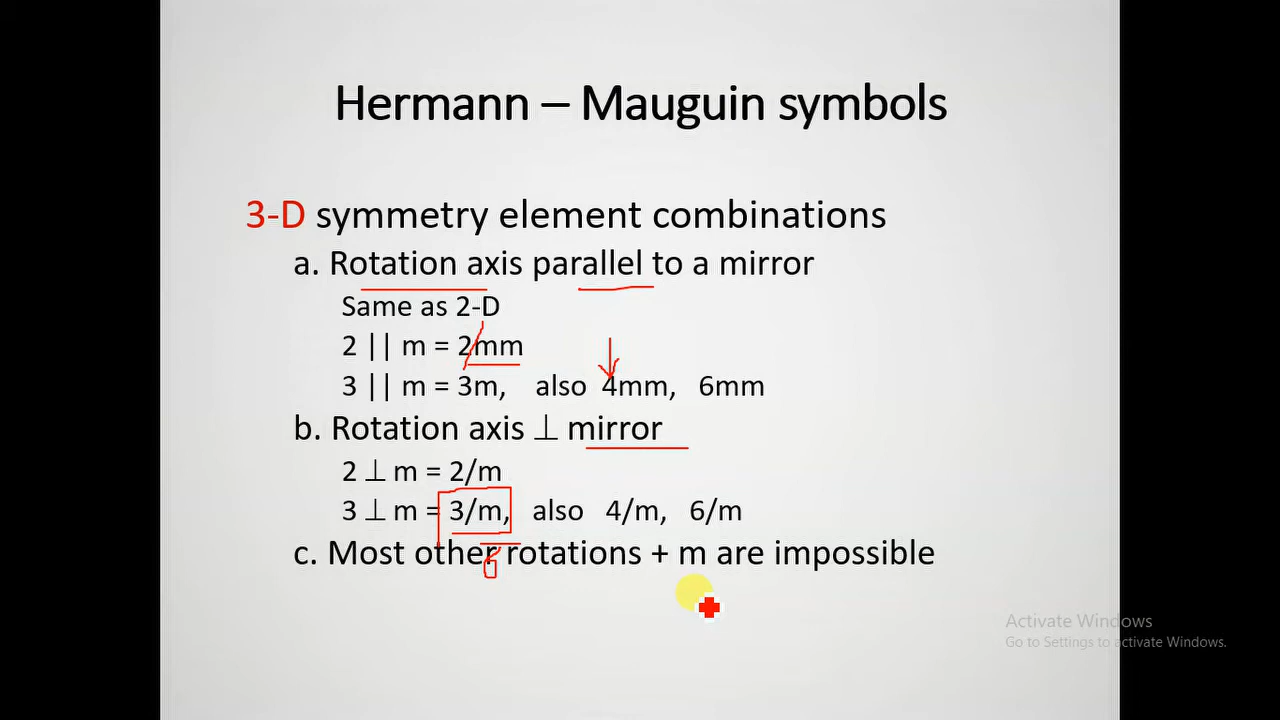 Hermann – Mauguin symbols
3-D symmetry element combinations
a. Rotation axis parallel to a mirror
Same as 2-D
2 || m = 2mm
3 || m = 3m, also 4mm, 6mm
b. Rotation axis ⊥ mirror
2 ⊥ m = 2/m
3 ⊥ m = 3/m, also 4/m, 6/m
c. Most other rotations + m are impossible
6
Activate Windows
Go to Settings to activate Windows.